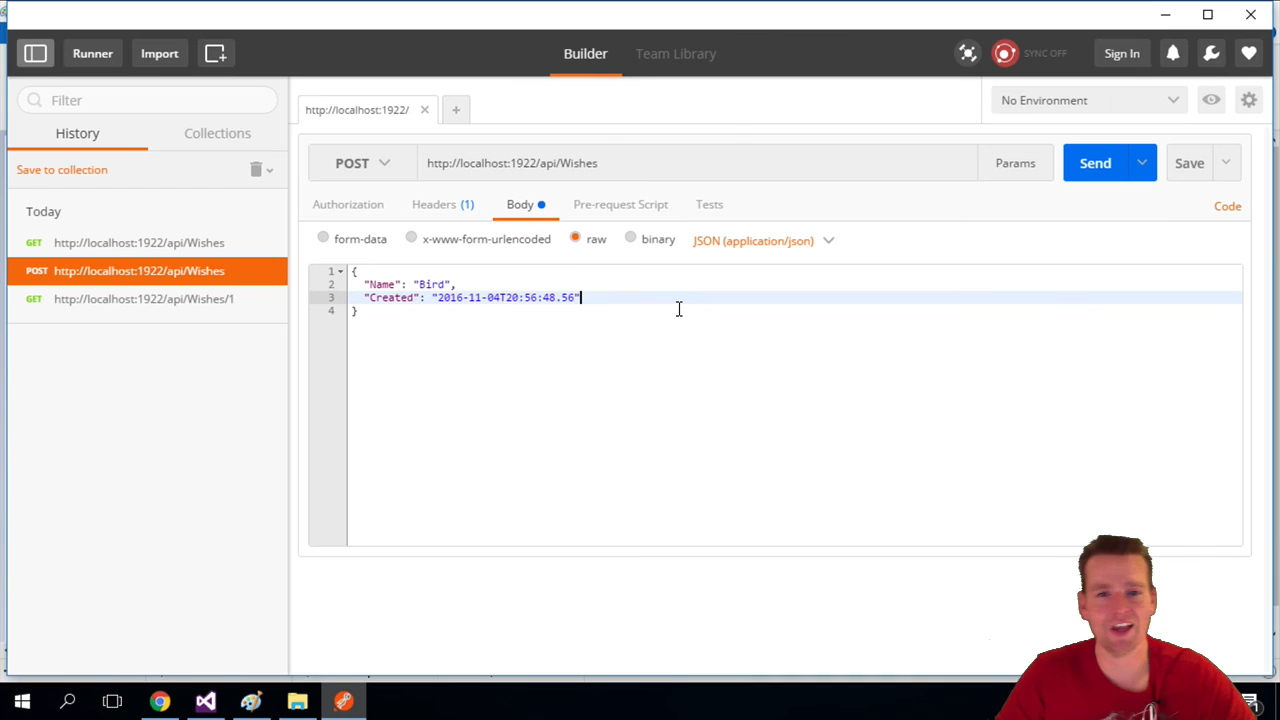 Runner
Import
Builder
Team Library
SYNC OFF
Sign In
Filter
History
Collections
Save to collection
Today
GET http://localhost:1922/api/Wishes
POST http://localhost:1922/api/Wishes
GET http://localhost:1922/api/Wishes/1
http://localhost:1922/
No Environment
POST
http://localhost:1922/api/Wishes
Params
Send
Save
Authorization
Headers (1)
Body
Pre-request Script
Tests
Code
form-data
x-www-form-urlencoded
raw
binary
JSON (application/json)
1 {
2 "Name": "Bird",
3 "Created": "2016-11-04T20:56:48.56"
4 }